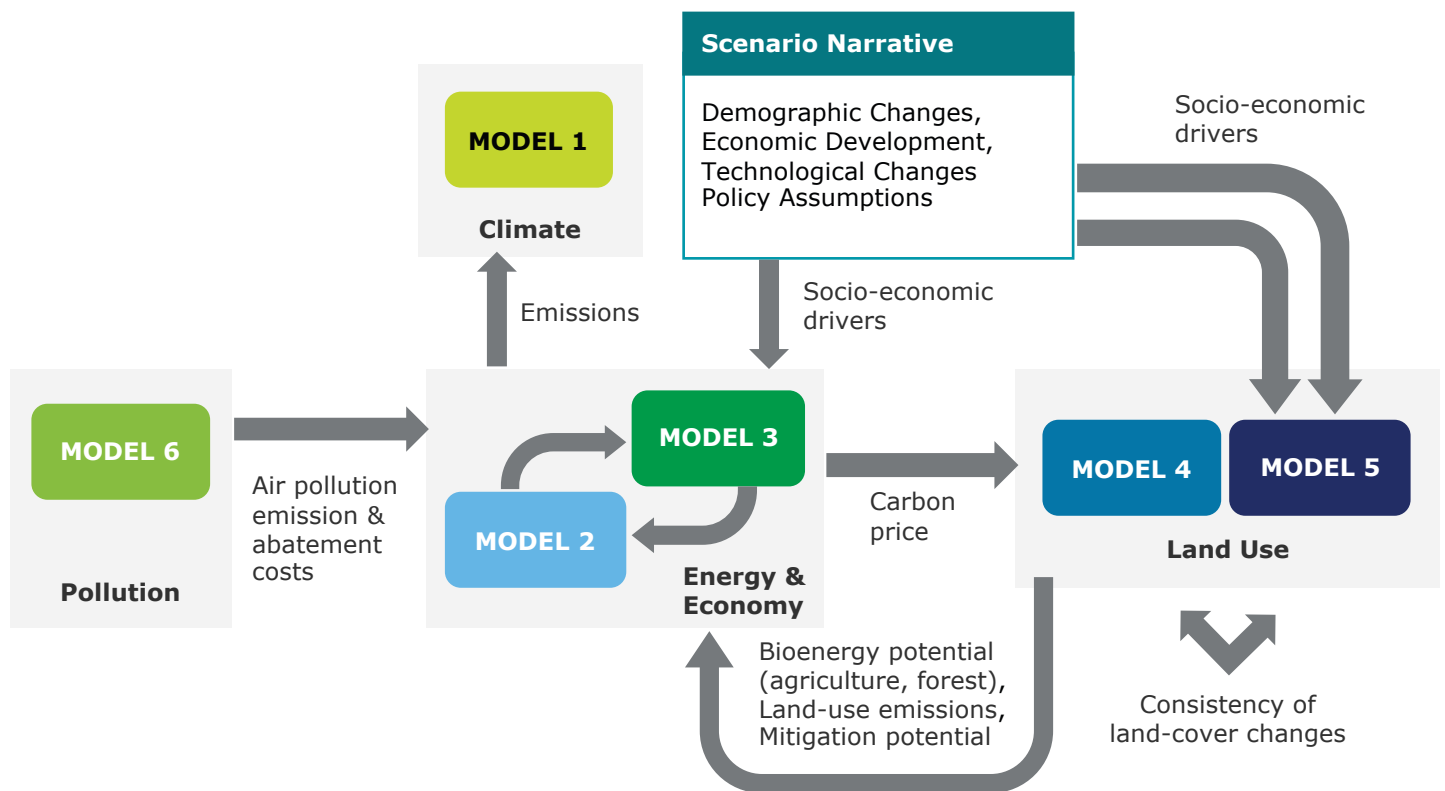 Scenario Narrative
Demographic Changes,
Economic Development,
Technological Changes
Policy Assumptions
Socio-economic
drivers
MODEL 1
Climate
Emissions
Socio-economic
drivers
MODEL 6
Pollution
Air pollution
emission &
abatement
costs
MODEL 3
MODEL 2
Energy &
Economy
Carbon
price
MODEL 4
MODEL 5
Land Use
Bioenergy potential
(agriculture, forest),
Land-use emissions,
Mitigation potential
Consistency of
land-cover changes